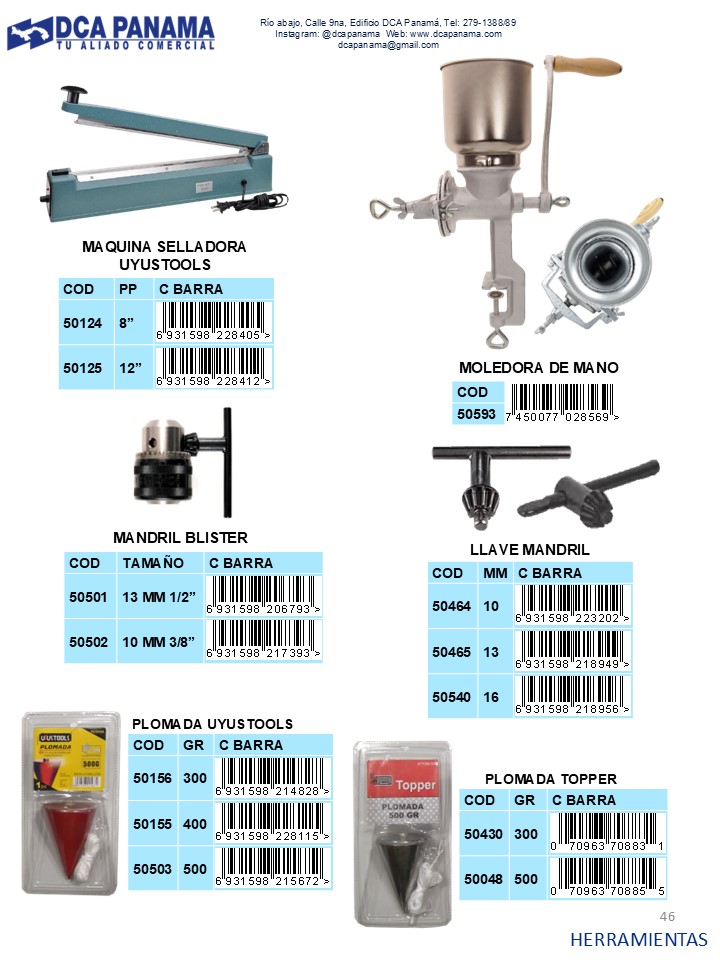 DCA PANAMA
TU ALIADO COMERCIAL
Río abajo, Calle 9na, Edificio DCA Panamá, Tel: 279-1388/89
Instagram: @dcapanama Web: www.dcapanama.com
dcapanama@gmail.com
MAQUINA SELLADORA
UYUSTOOLS
COD PP C BARRA
50124 8”
6 931598 228405 >
50125 12”
6 931598 228412 >
MOLEDORA DE MANO
COD
50593
7 450077 028569 >
MANDRIL BLISTER
COD TAMAÑO C BARRA
50501 13 MM 1/2”
6 931598 206793 >
50502 10 MM 3/8”
6 931598 217393 >
LLAVE MANDRIL
COD MM C BARRA
50464 10
6 931598 223202 >
50465 13
6 931598 218949 >
50540 16
6 931598 218956 >
UYUSTOOLS
PLOMADA
500G
PLOMADA UYUSTOOLS
COD GR C BARRA
50156 300
6 931598 214828 >
50155 400
6 931598 228115 >
50503 500
6 931598 215672 >
Topper
PLOMADA
500 GR
PLOMADA TOPPER
COD GR C BARRA
50430 300
0 70963 70883 1
50048 500
0 70963 70885 5
46
HERRAMIENTAS